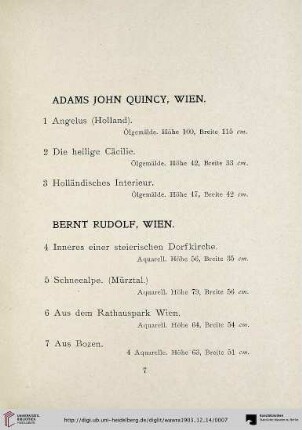 ADAMS JOHN QUINCY, WIEN.
1 Angelus (Holland).
Ölgemälde. Höhe 100, Breite 115 cm.
2 Die heilige Cäcilie.
Ölgemälde. Höhe 42, Breite 33 cm.
3 Holländisches Interieur.
Ölgemälde. Höhe 47, Breite 42 cm.
BERNT RUDOLF, WIEN.
4 Inneres einer steierischen Dorfkirche.
Aquarell. Höhe 56, Breite 35 cm.
5 Schneealpe. (Mürztal.)
Aquarell. Höhe 79, Breite 56 cm.
6 Aus dem Rathauspark Wien.
Aquarell. Höhe 64, Breite 54 cm.
7 Aus Bozen.
4 Aquarelle. Höhe 63, Breite 51 cm.
7
http://digi.ub.uni-heidelberg.de/diglit/wawra1903_12_14/0007